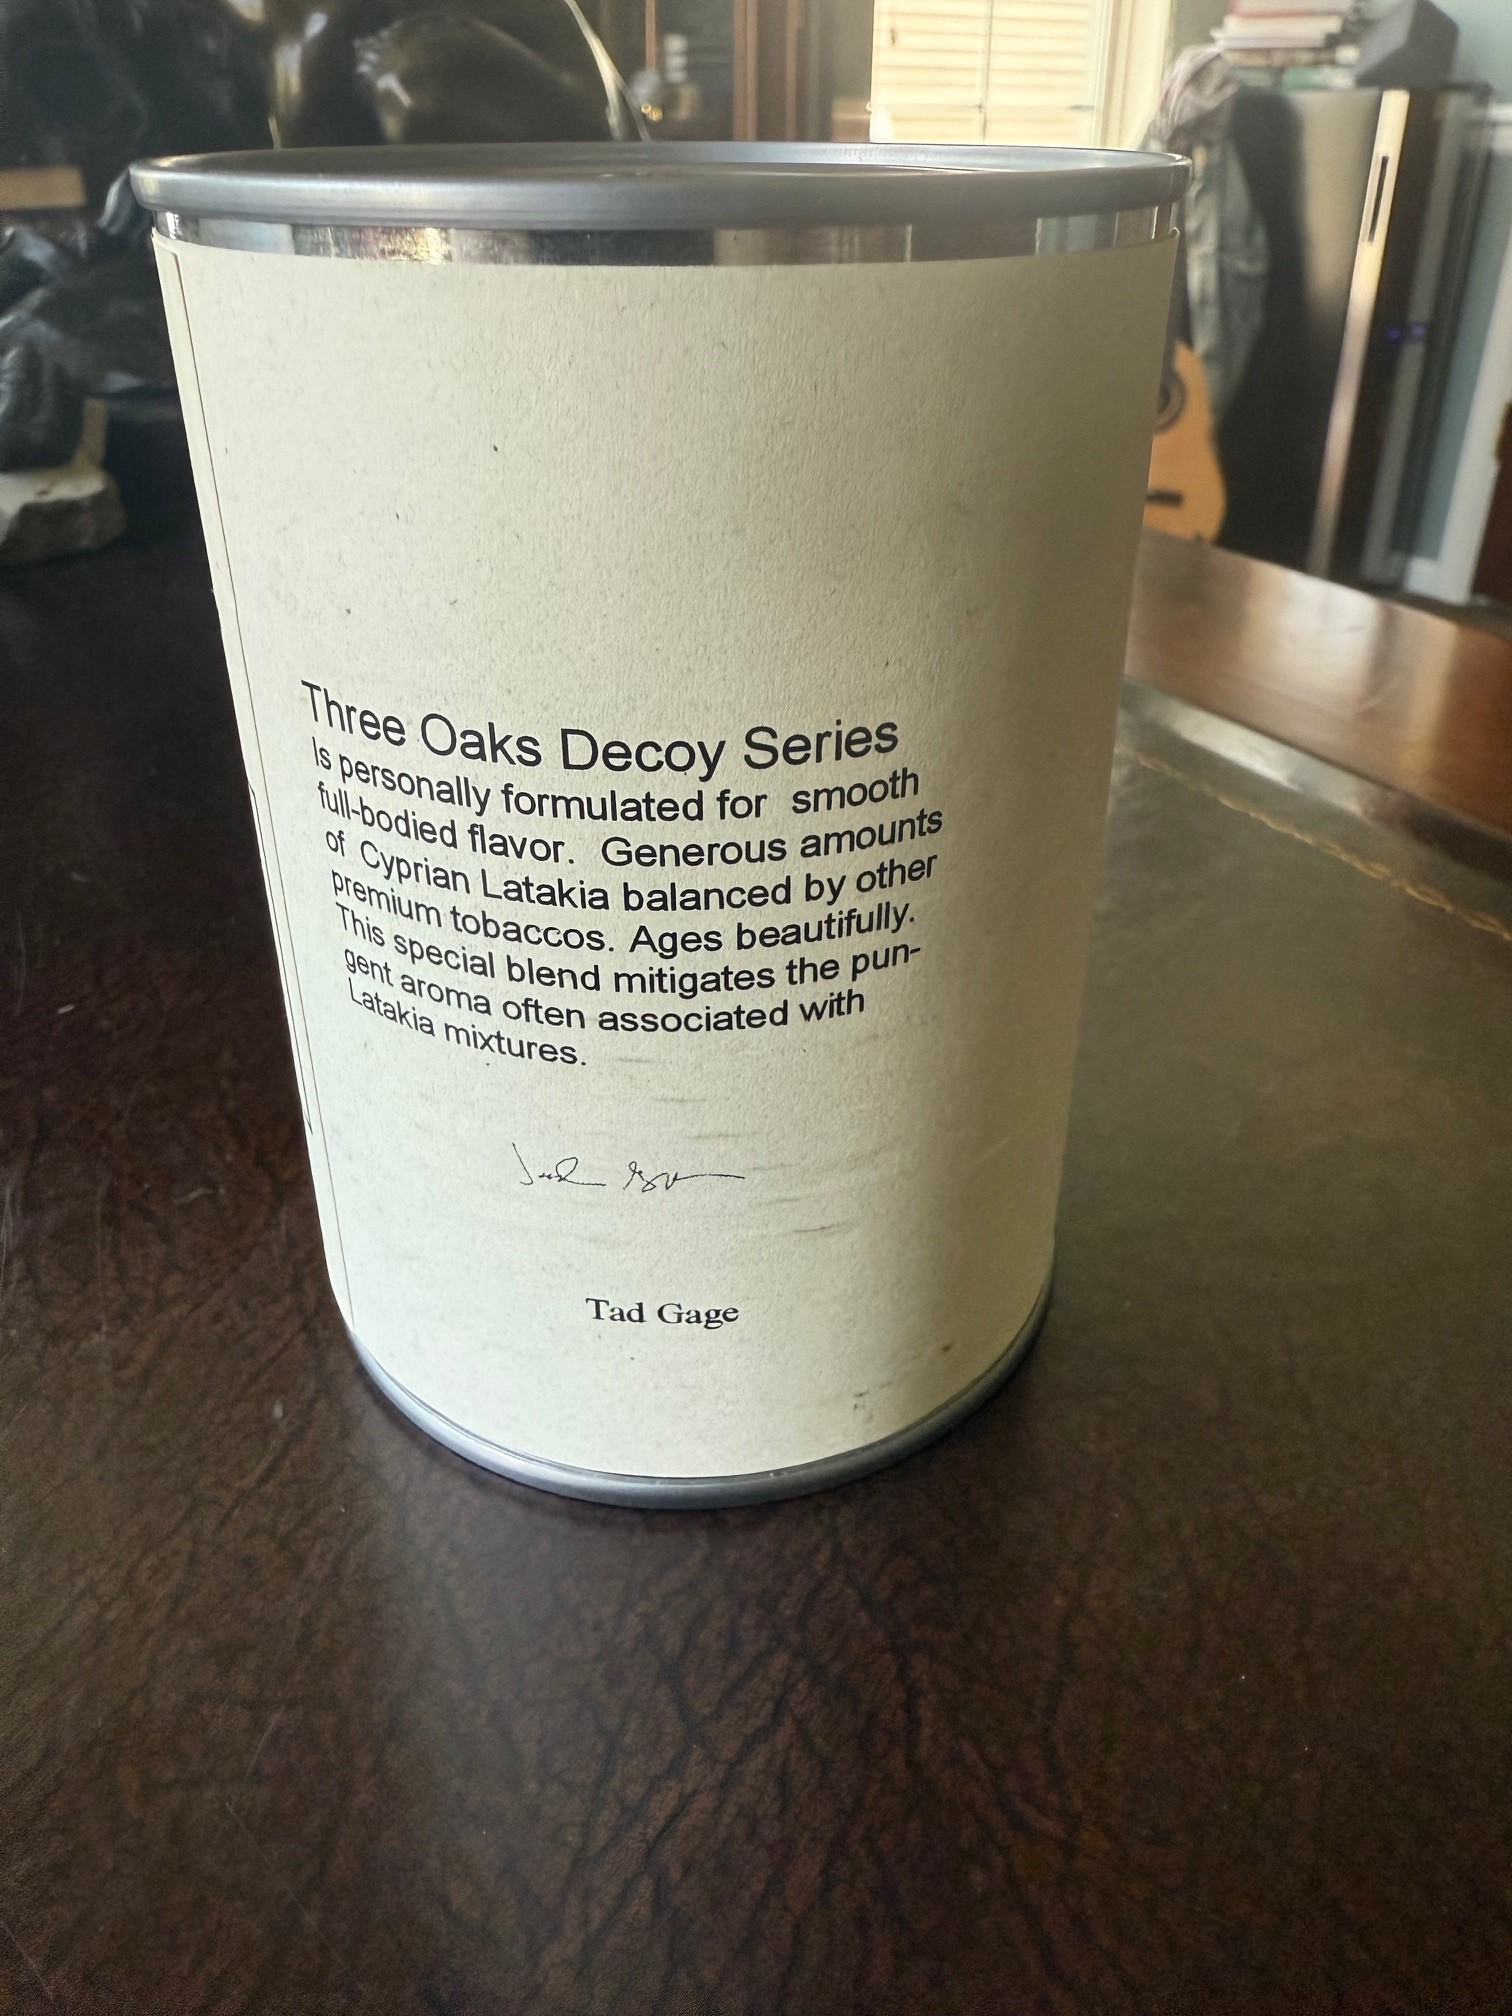 Three Oaks Decoy Series
Is personally formulated for smooth
full-bodied flavor. Generous amounts
of Cyprian Latakia balanced by other
premium tobaccos. Ages beautifully.
This special blend mitigates the pun-
gent aroma often associated with
Latakia mixtures.
Tad Gage